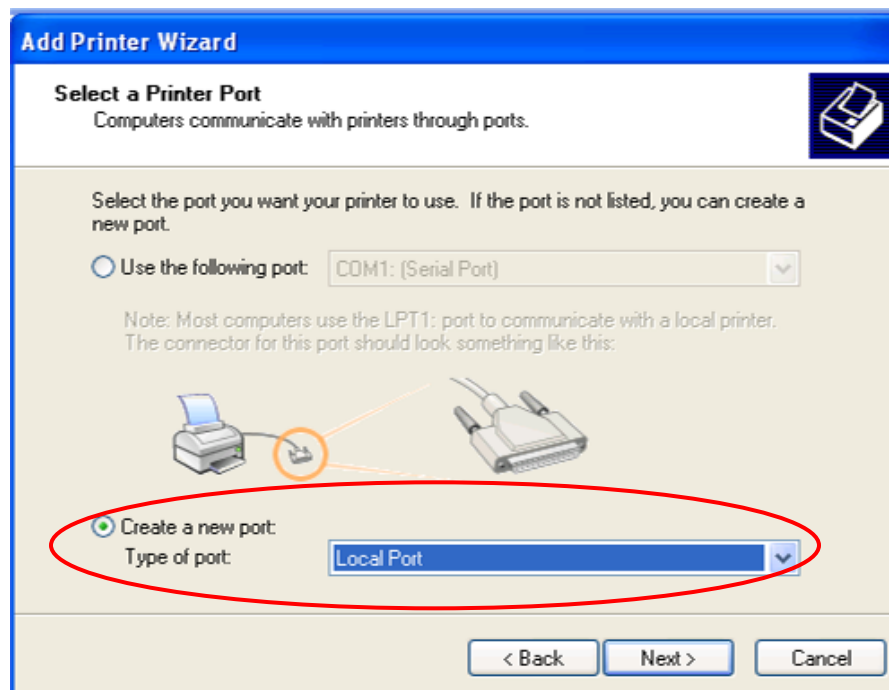 Add Printer Wizard
Select a Printer Port
Computers communicate with printers through ports.
Select the port you want your printer to use. If the port is not listed, you can create a
new port.
Use the following port: COM1: (Serial Port)
Note: Most computers use the LPT1: port to communicate with a local printer.
The connector for this port should look something like this:
Create a new port:
Type of port: Local Port
< Back Next > Cancel